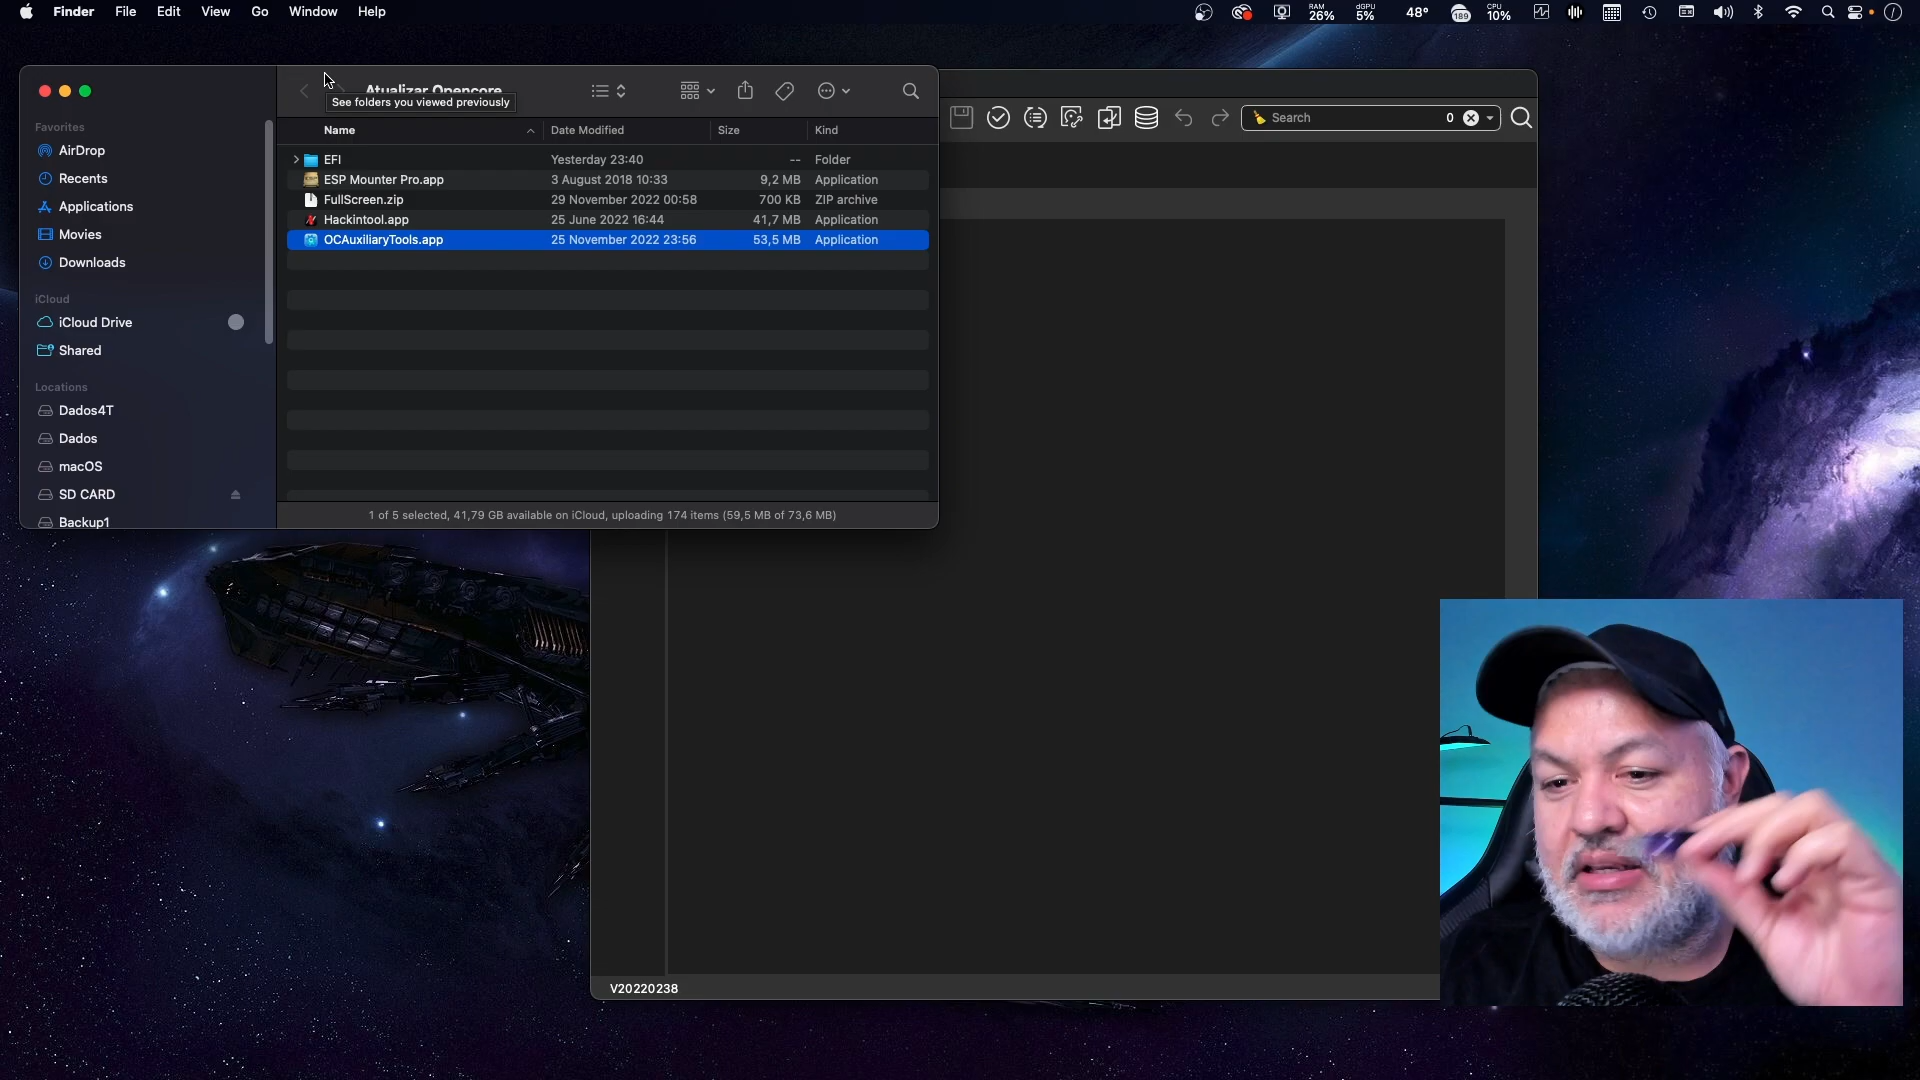 Finder File Edit View Go Window Help
RAM 26% dGPU 5% 48° 189 CPU 10%
Atualizar Opencore
See folders you viewed previously
Search 0
Favorites
AirDrop
Recents
Applications
Movies
Downloads
iCloud
iCloud Drive
Shared
Locations
Dados4T
Dados
macOS
SD CARD
Backup1
Name Date Modified Size Kind
EFI Yesterday 23:40 -- Folder
ESP Mounter Pro.app 3 August 2018 10:33 9,2 MB Application
FullScreen.zip 29 November 2022 00:58 700 KB ZIP archive
Hackintool.app 25 June 2022 16:44 41,7 MB Application
OCAuxiliaryTools.app 25 November 2022 23:56 53,5 MB Application
1 of 5 selected, 41,79 GB available on iCloud, uploading 174 items (59,5 MB of 73,6 MB)
V20220238